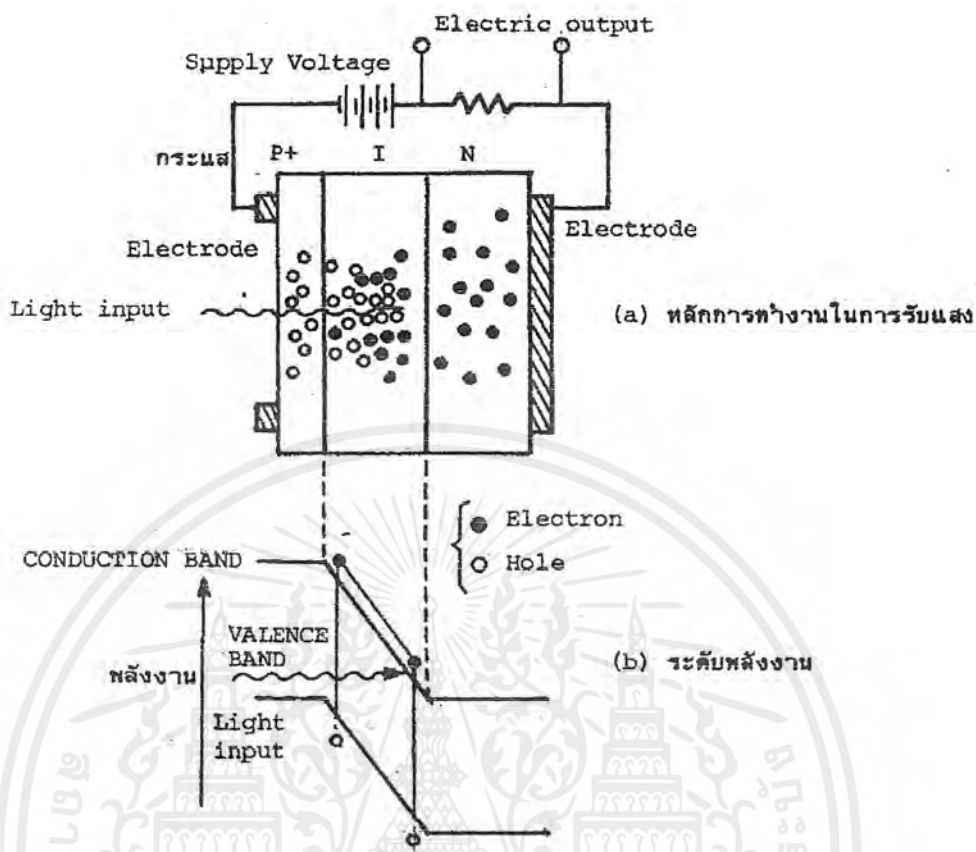 Electric output
Supply Voltage
กระแส
P+ I N
Electrode
Electrode
Light input
(a) หลักการทำงานในการรับแสง
Electron
Hole
CONDUCTION BAND
VALENCE
BAND
พลังงาน
(b) ระดับพลังงาน
Light
input